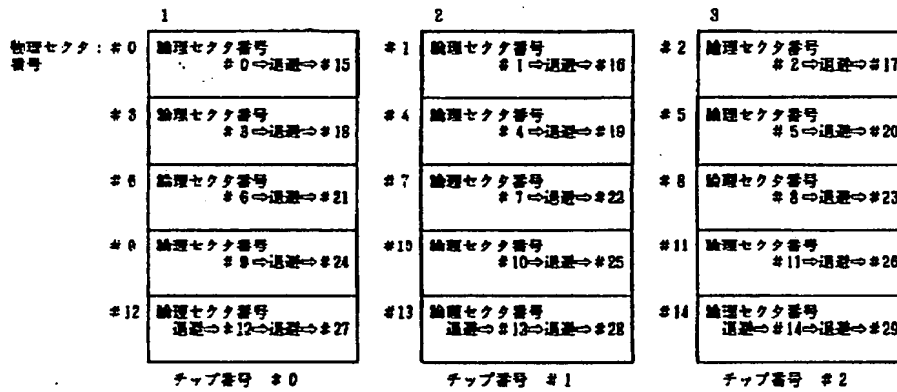 1 2 3
物理セクタ:#0 論理セクタ番号 #1 論理セクタ番号 #2 論理セクタ番号
番号 #0⇨退避⇨#15 #1⇨退避⇨#16 #2⇨退避⇨#17
#3 論理セクタ番号 #4 論理セクタ番号 #5 論理セクタ番号
#3⇨退避⇨#18 #4⇨退避⇨#19 #5⇨退避⇨#20
#6 論理セクタ番号 #7 論理セクタ番号 #8 論理セクタ番号
#6⇨退避⇨#21 #7⇨退避⇨#22 #8⇨退避⇨#23
#9 論理セクタ番号 #10 論理セクタ番号 #11 論理セクタ番号
#9⇨退避⇨#24 #10⇨退避⇨#25 #11⇨退避⇨#26
#12 論理セクタ番号 #13 論理セクタ番号 #14 論理セクタ番号
退避⇨#12⇨退避⇨#27 退避⇨#13⇨退避⇨#28 退避⇨#14⇨退避⇨#29
チップ番号 #0 チップ番号 #1 チップ番号 #2